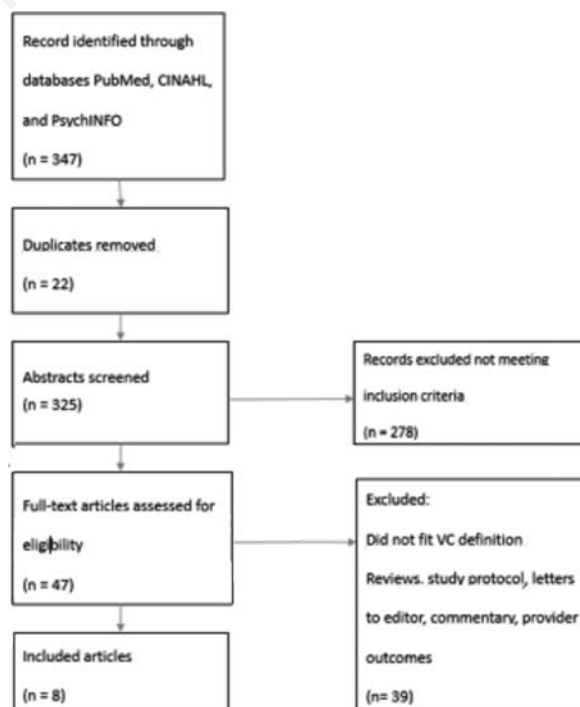 Record identified through
databases PubMed, CINAHL,
and PsychINFO
(n = 347)
Duplicates removed
(n = 22)
Abstracts screened
(n = 325)
Records excluded not meeting
inclusion criteria
(n = 278)
Full-text articles assessed for
eligibility
(n = 47)
Excluded:
Did not fit VC definition
Reviews. study protocol, letters
to editor, commentary, provider
outcomes
(n= 39)
Included articles
(n = 8)